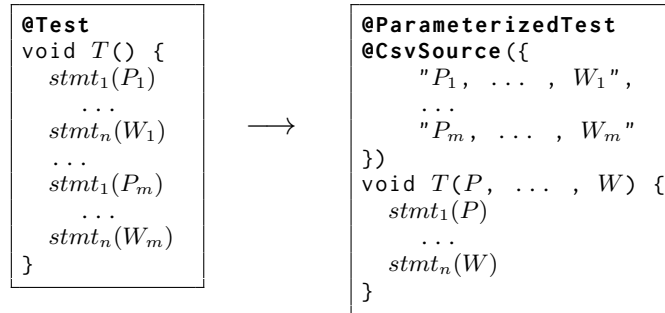 @Test
void T() {
stmt₁(P₁)
...
stmtₙ(W₁)
...
stmt₁(Pₘ)
...
stmtₙ(Wₘ)
}
⟶
@ParameterizedTest
@CsvSource({
"P₁, ... , W₁",
...
"Pₘ, ... , Wₘ"
})
void T(P, ... , W) {
stmt₁(P)
...
stmtₙ(W)
}